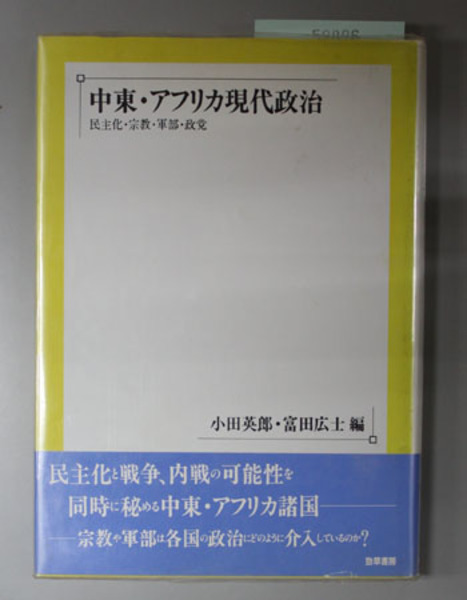 中東・アフリカ現代政治
民主化・宗教・軍部・政党
小田英郎・富田広士 編
民主化と戦争、内戦の可能性を
同時に秘める中東・アフリカ諸国――
――宗教や軍部は各国の政治にどのように介入しているのか?
勁草書房